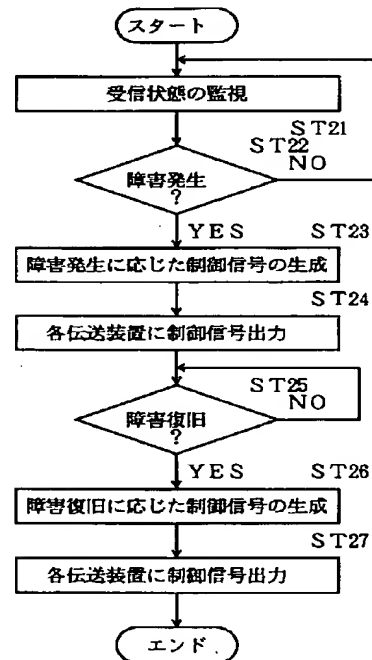 スタート
受信状態の監視
ST21
ST22
NO
障害発生
?
YES
ST23
障害発生に応じた制御信号の生成
ST24
各伝送装置に制御信号出力
ST25
NO
障害復旧
?
YES
ST26
障害復旧に応じた制御信号の生成
ST27
各伝送装置に制御信号出力
エンド